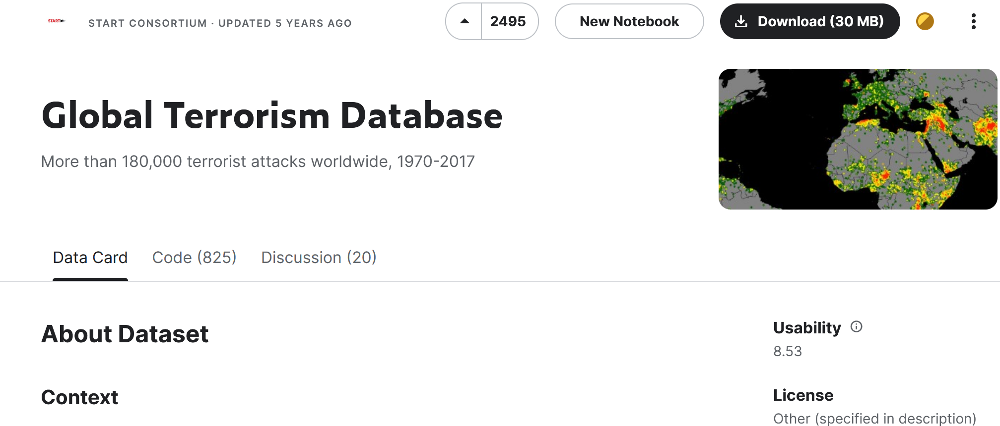 START
START CONSORTIUM · UPDATED 5 YEARS AGO
2495
New Notebook
Download (30 MB)
Global Terrorism Database
More than 180,000 terrorist attacks worldwide, 1970-2017
Data Card
Code (825)
Discussion (20)
About Dataset
Usability
8.53
Context
License
Other (specified in description)